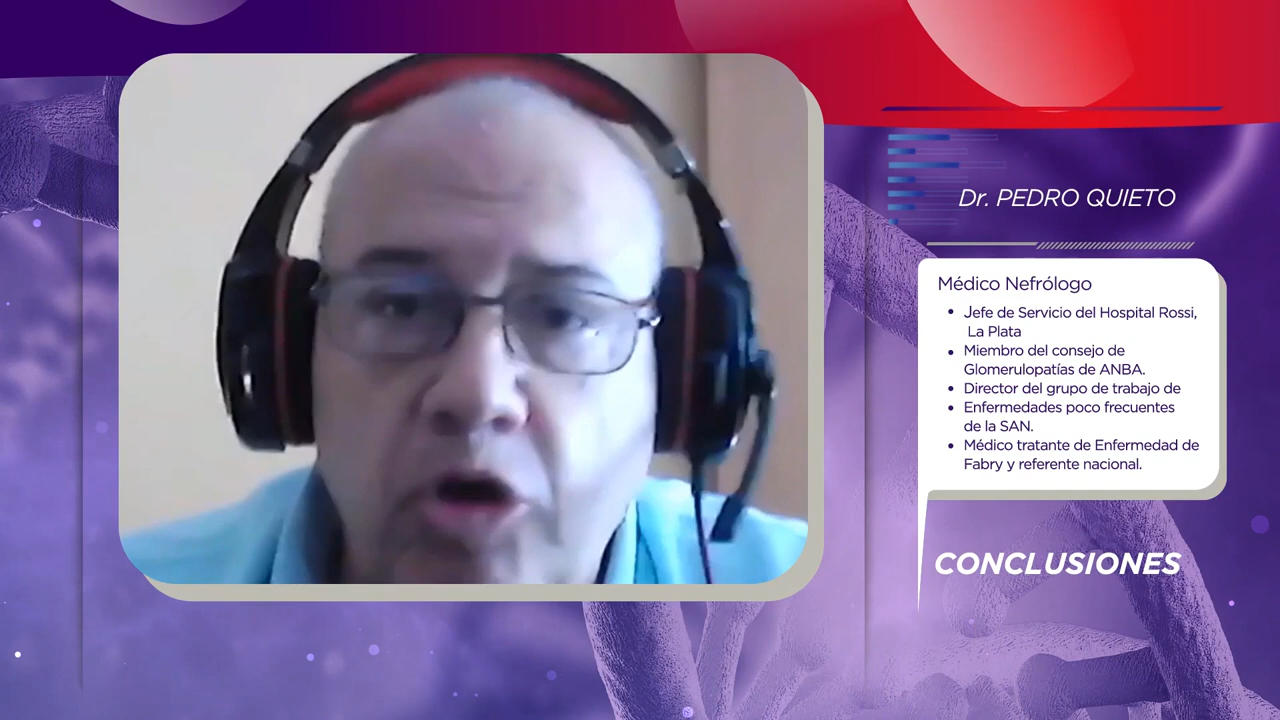 Dr. PEDRO QUIETO
Médico Nefrólogo
• Jefe de Servicio del Hospital Rossi,
La Plata
• Miembro del consejo de
Glomerulopatías de ANBA.
• Director del grupo de trabajo de
• Enfermedades poco frecuentes
de la SAN.
• Médico tratante de Enfermedad de
Fabry y referente nacional.
CONCLUSIONES